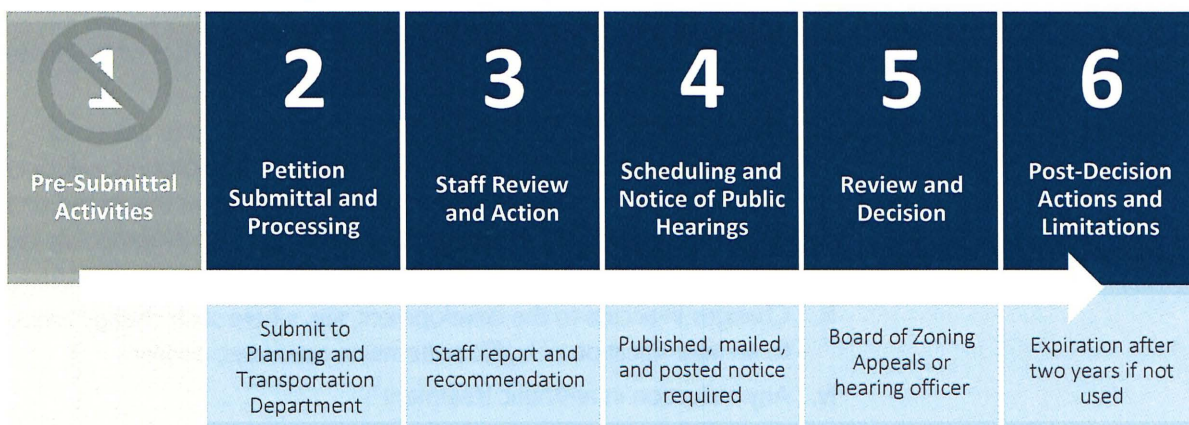 1
Pre-Submittal
Activities
2
Petition
Submittal and
Processing
3
Staff Review
and Action
4
Scheduling and
Notice of Public
Hearings
5
Review and
Decision
6
Post-Decision
Actions and
Limitations
Submit to
Planning and
Transportation
Department
Staff report and
recommendation
Published, mailed,
and posted notice
required
Board of Zoning
Appeals or
hearing officer
Expiration after
two years if not
used